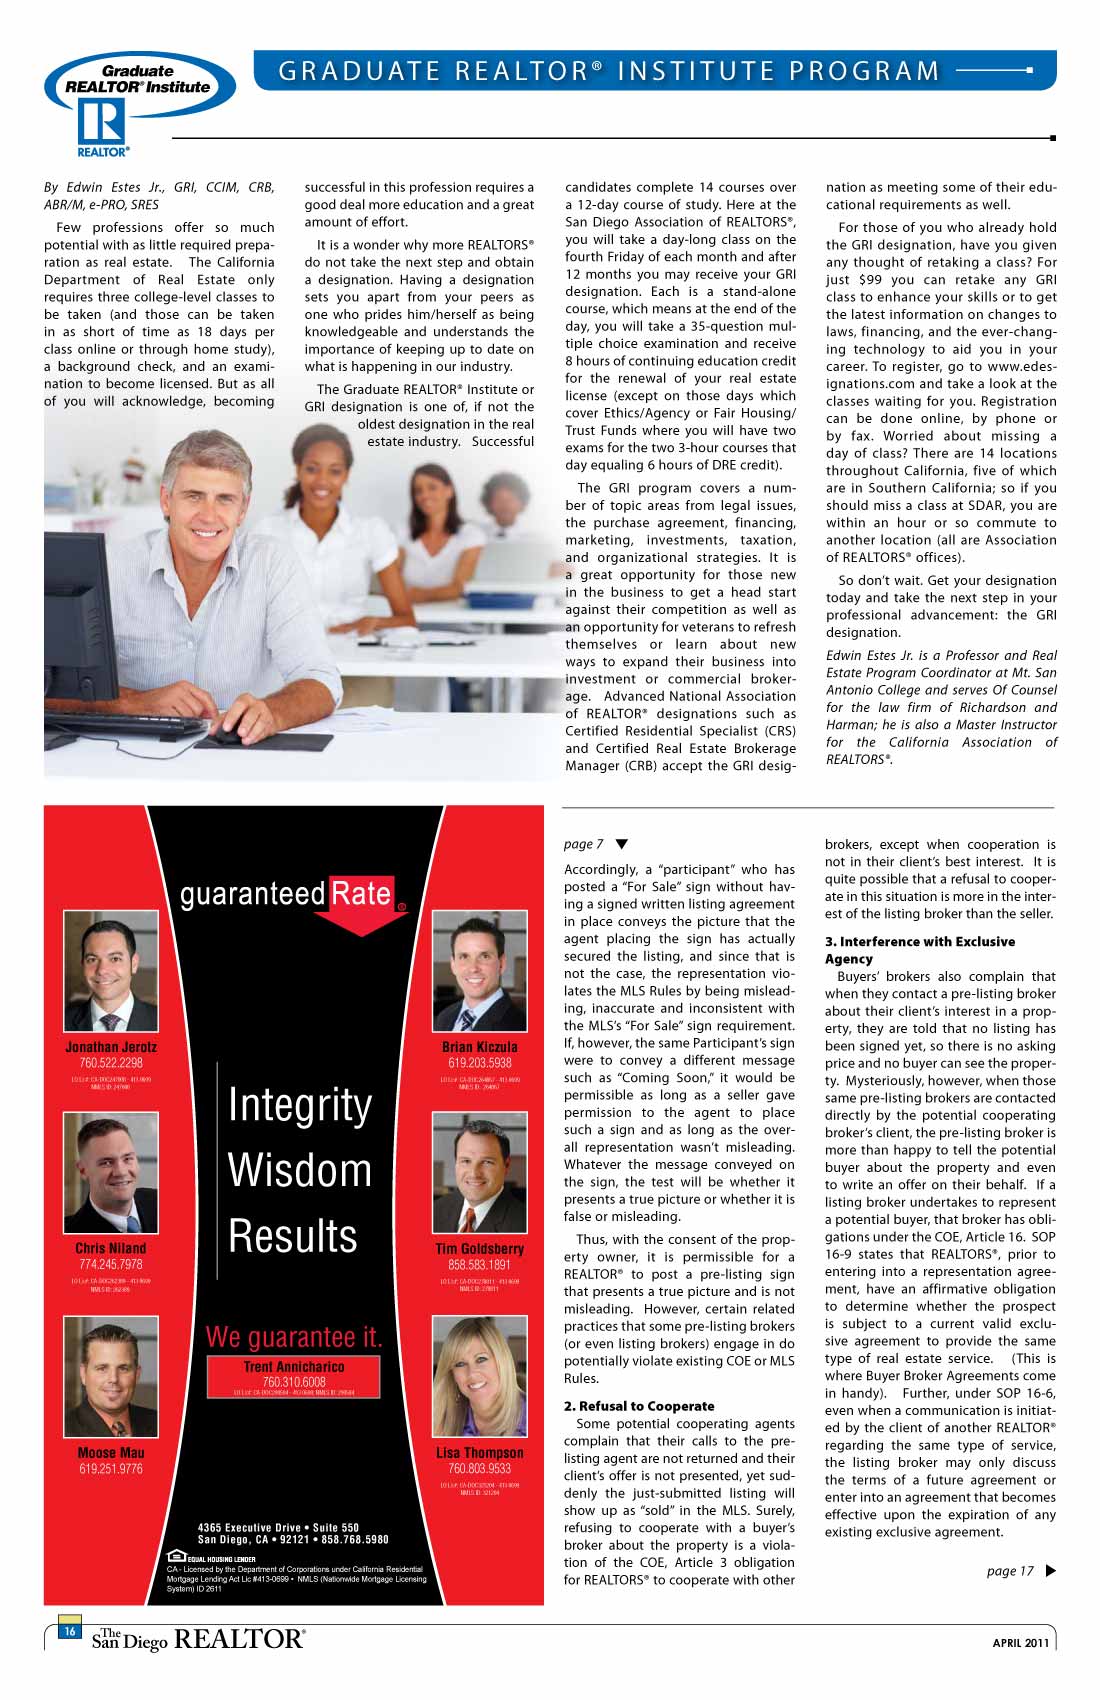 Graduate
REALTOR® Institute
REALTOR®
GRADUATE REALTOR® INSTITUTE PROGRAM
By Edwin Estes Jr., GRI, CCIM, CRB,
ABR/M, e-PRO, SRES
Few professions offer so much
potential with as little required prepa-
ration as real estate. The California
Department of Real Estate only
requires three college-level classes to
be taken (and those can be taken
in as short of time as 18 days per
class online or through home study),
a background check, and an exami-
nation to become licensed. But as all
of you will acknowledge, becoming
successful in this profession requires a
good deal more education and a great
amount of effort.
It is a wonder why more REALTORS®
do not take the next step and obtain
a designation. Having a designation
sets you apart from your peers as
one who prides him/herself as being
knowledgeable and understands the
importance of keeping up to date on
what is happening in our industry.
The Graduate REALTOR® Institute or
GRI designation is one of, if not the
oldest designation in the real
estate industry. Successful
candidates complete 14 courses over
a 12-day course of study. Here at the
San Diego Association of REALTORS®,
you will take a day-long class on the
fourth Friday of each month and after
12 months you may receive your GRI
designation. Each is a stand-alone
course, which means at the end of the
day, you will take a 35-question mul-
tiple choice examination and receive
8 hours of continuing education credit
for the renewal of your real estate
license (except on those days which
cover Ethics/Agency or Fair Housing/
Trust Funds where you will have two
exams for the two 3-hour courses that
day equaling 6 hours of DRE credit).
The GRI program covers a num-
ber of topic areas from legal issues,
the purchase agreement, financing,
marketing, investments, taxation,
and organizational strategies. It is
a great opportunity for those new
in the business to get a head start
against their competition as well as
an opportunity for veterans to refresh
themselves or learn about new
ways to expand their business into
investment or commercial broker-
age. Advanced National Association
of REALTOR® designations such as
Certified Residential Specialist (CRS)
and Certified Real Estate Brokerage
Manager (CRB) accept the GRI desig-
nation as meeting some of their edu-
cational requirements as well.
For those of you who already hold
the GRI designation, have you given
any thought of retaking a class? For
just $99 you can retake any GRI
class to enhance your skills or to get
the latest information on changes to
laws, financing, and the ever-chang-
ing technology to aid you in your
career. To register, go to www.edes-
ignations.com and take a look at the
classes waiting for you. Registration
can be done online, by phone or
by fax. Worried about missing a
day of class? There are 14 locations
throughout California, five of which
are in Southern California; so if you
should miss a class at SDAR, you are
within an hour or so commute to
another location (all are Association
of REALTORS® offices).
So don't wait. Get your designation
today and take the next step in your
professional advancement: the GRI
designation.
Edwin Estes Jr. is a Professor and Real
Estate Program Coordinator at Mt. San
Antonio College and serves Of Counsel
for the law firm of Richardson and
Harman; he is also a Master Instructor
for the California Association of
REALTORS®.
guaranteed Rate ®
Jonathan Jerotz
760.522.2298
Brian Kiczula
619.203.5938
Chris Niland
774.245.7978
Tim Goldsberry
858.583.1891
Moose Mau
619.251.9776
Lisa Thompson
760.803.9533
Integrity
Wisdom
Results
We guarantee it.
Trent Annicharico
760.310.6008
4365 Executive Drive • Suite 550
San Diego, CA • 92121 • 858.768.5980
EQUAL HOUSING LENDER
CA - Licensed by the Department of Corporations under California Residential
Mortgage Lending Act Lic #413-0699 • NMLS (Nationwide Mortgage Licensing
System) ID 2611
page 7 ▼
Accordingly, a “participant” who has
posted a “For Sale” sign without hav-
ing a signed written listing agreement
in place conveys the picture that the
agent placing the sign has actually
secured the listing, and since that is
not the case, the representation vio-
lates the MLS Rules by being mislead-
ing, inaccurate and inconsistent with
the MLS's “For Sale” sign requirement.
If, however, the same Participant's sign
were to convey a different message
such as “Coming Soon,” it would be
permissible as long as a seller gave
permission to the agent to place
such a sign and as long as the over-
all representation wasn't misleading.
Whatever the message conveyed on
the sign, the test will be whether it
presents a true picture or whether it is
false or misleading.
Thus, with the consent of the prop-
erty owner, it is permissible for a
REALTOR® to post a pre-listing sign
that presents a true picture and is not
misleading. However, certain related
practices that some pre-listing brokers
(or even listing brokers) engage in do
potentially violate existing COE or MLS
Rules.
2. Refusal to Cooperate
Some potential cooperating agents
complain that their calls to the pre-
listing agent are not returned and their
client's offer is not presented, yet sud-
denly the just-submitted listing will
show up as “sold” in the MLS. Surely,
refusing to cooperate with a buyer's
broker about the property is a viola-
tion of the COE, Article 3 obligation
for REALTORS® to cooperate with other
brokers, except when cooperation is
not in their client's best interest. It is
quite possible that a refusal to cooper-
ate in this situation is more in the inter-
est of the listing broker than the seller.
3. Interference with Exclusive
Agency
Buyers' brokers also complain that
when they contact a pre-listing broker
about their client's interest in a prop-
erty, they are told that no listing has
been signed yet, so there is no asking
price and no buyer can see the proper-
ty. Mysteriously, however, when those
same pre-listing brokers are contacted
directly by the potential cooperating
broker's client, the pre-listing broker is
more than happy to tell the potential
buyer about the property and even
to write an offer on their behalf. If a
listing broker undertakes to represent
a potential buyer, that broker has obli-
gations under the COE, Article 16. SOP
16-9 states that REALTORS®, prior to
entering into a representation agree-
ment, have an affirmative obligation
to determine whether the prospect
is subject to a current valid exclu-
sive agreement to provide the same
type of real estate service. (This is
where Buyer Broker Agreements come
in handy). Further, under SOP 16-6,
even when a communication is initiat-
ed by the client of another REALTOR®
regarding the same type of service,
the listing broker may only discuss
the terms of a future agreement or
enter into an agreement that becomes
effective upon the expiration of any
existing exclusive agreement.
page 17 ▶
16
The San Diego REALTOR®
APRIL 2011